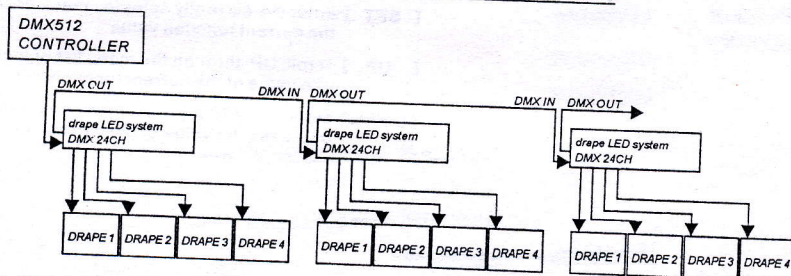 DMX512
CONTROLLER
DMX OUT
DMX IN
DMX OUT
DMX IN
DMX OUT
drape LED system
DMX 24CH
drape LED system
DMX 24CH
drape LED system
DMX 24CH
DRAPE 1
DRAPE 2
DRAPE 3
DRAPE 4
DRAPE 1
DRAPE 2
DRAPE 3
DRAPE 4
DRAPE 1
DRAPE 2
DRAPE 3
DRAPE 4